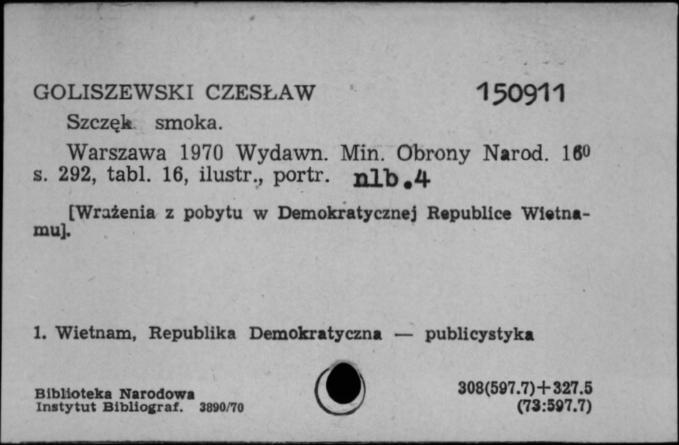 GOLISZEWSKI CZESŁAW 150911
Szczęk smoka.
Warszawa 1970 Wydawn. Min. Obrony Narod. 16⁰
s. 292, tabl. 16, ilustr., portr. nlb.4
[Wrażenia z pobytu w Demokratycznej Republice Wietna-
mu].
1. Wietnam, Republika Demokratyczna — publicystyka
Biblioteka Narodowa
Instytut Bibliograf. 3890/70
308(597.7)+327.5
(73:597.7)